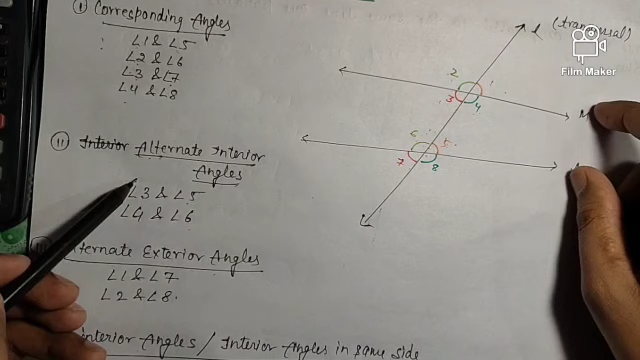 (i) Corresponding Angles
∠1 & ∠5
∠2 & ∠6
∠3 & ∠7
∠4 & ∠8
(ii) Interior Alternate Interior
Angles
∠3 & ∠5
∠4 & ∠6
Alternate Exterior Angles
∠1 & ∠7
∠2 & ∠8.
interior Angles / Interior Angles in same side
l (transversal)
2 1
3 4
6 5
7 8
Film Maker